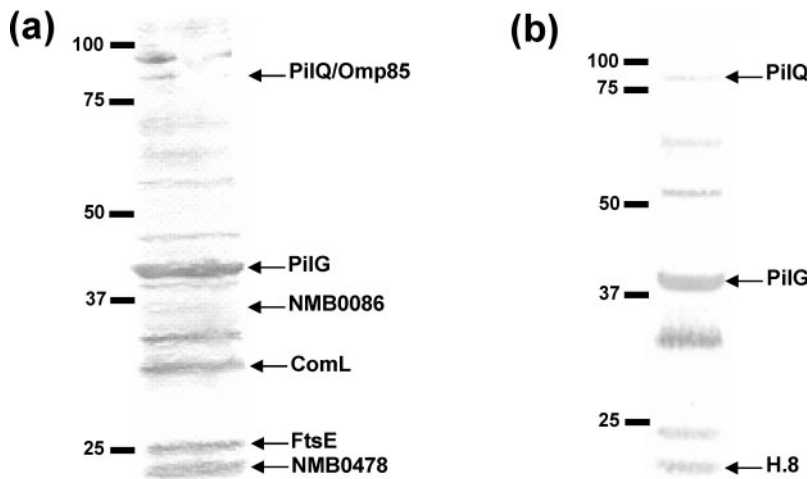 (a)
100
PilQ/Omp85
75
50
PilG
37
NMB0086
ComL
FtsE
25
NMB0478
(b)
100
PilQ
75
50
PilG
37
25
H.8